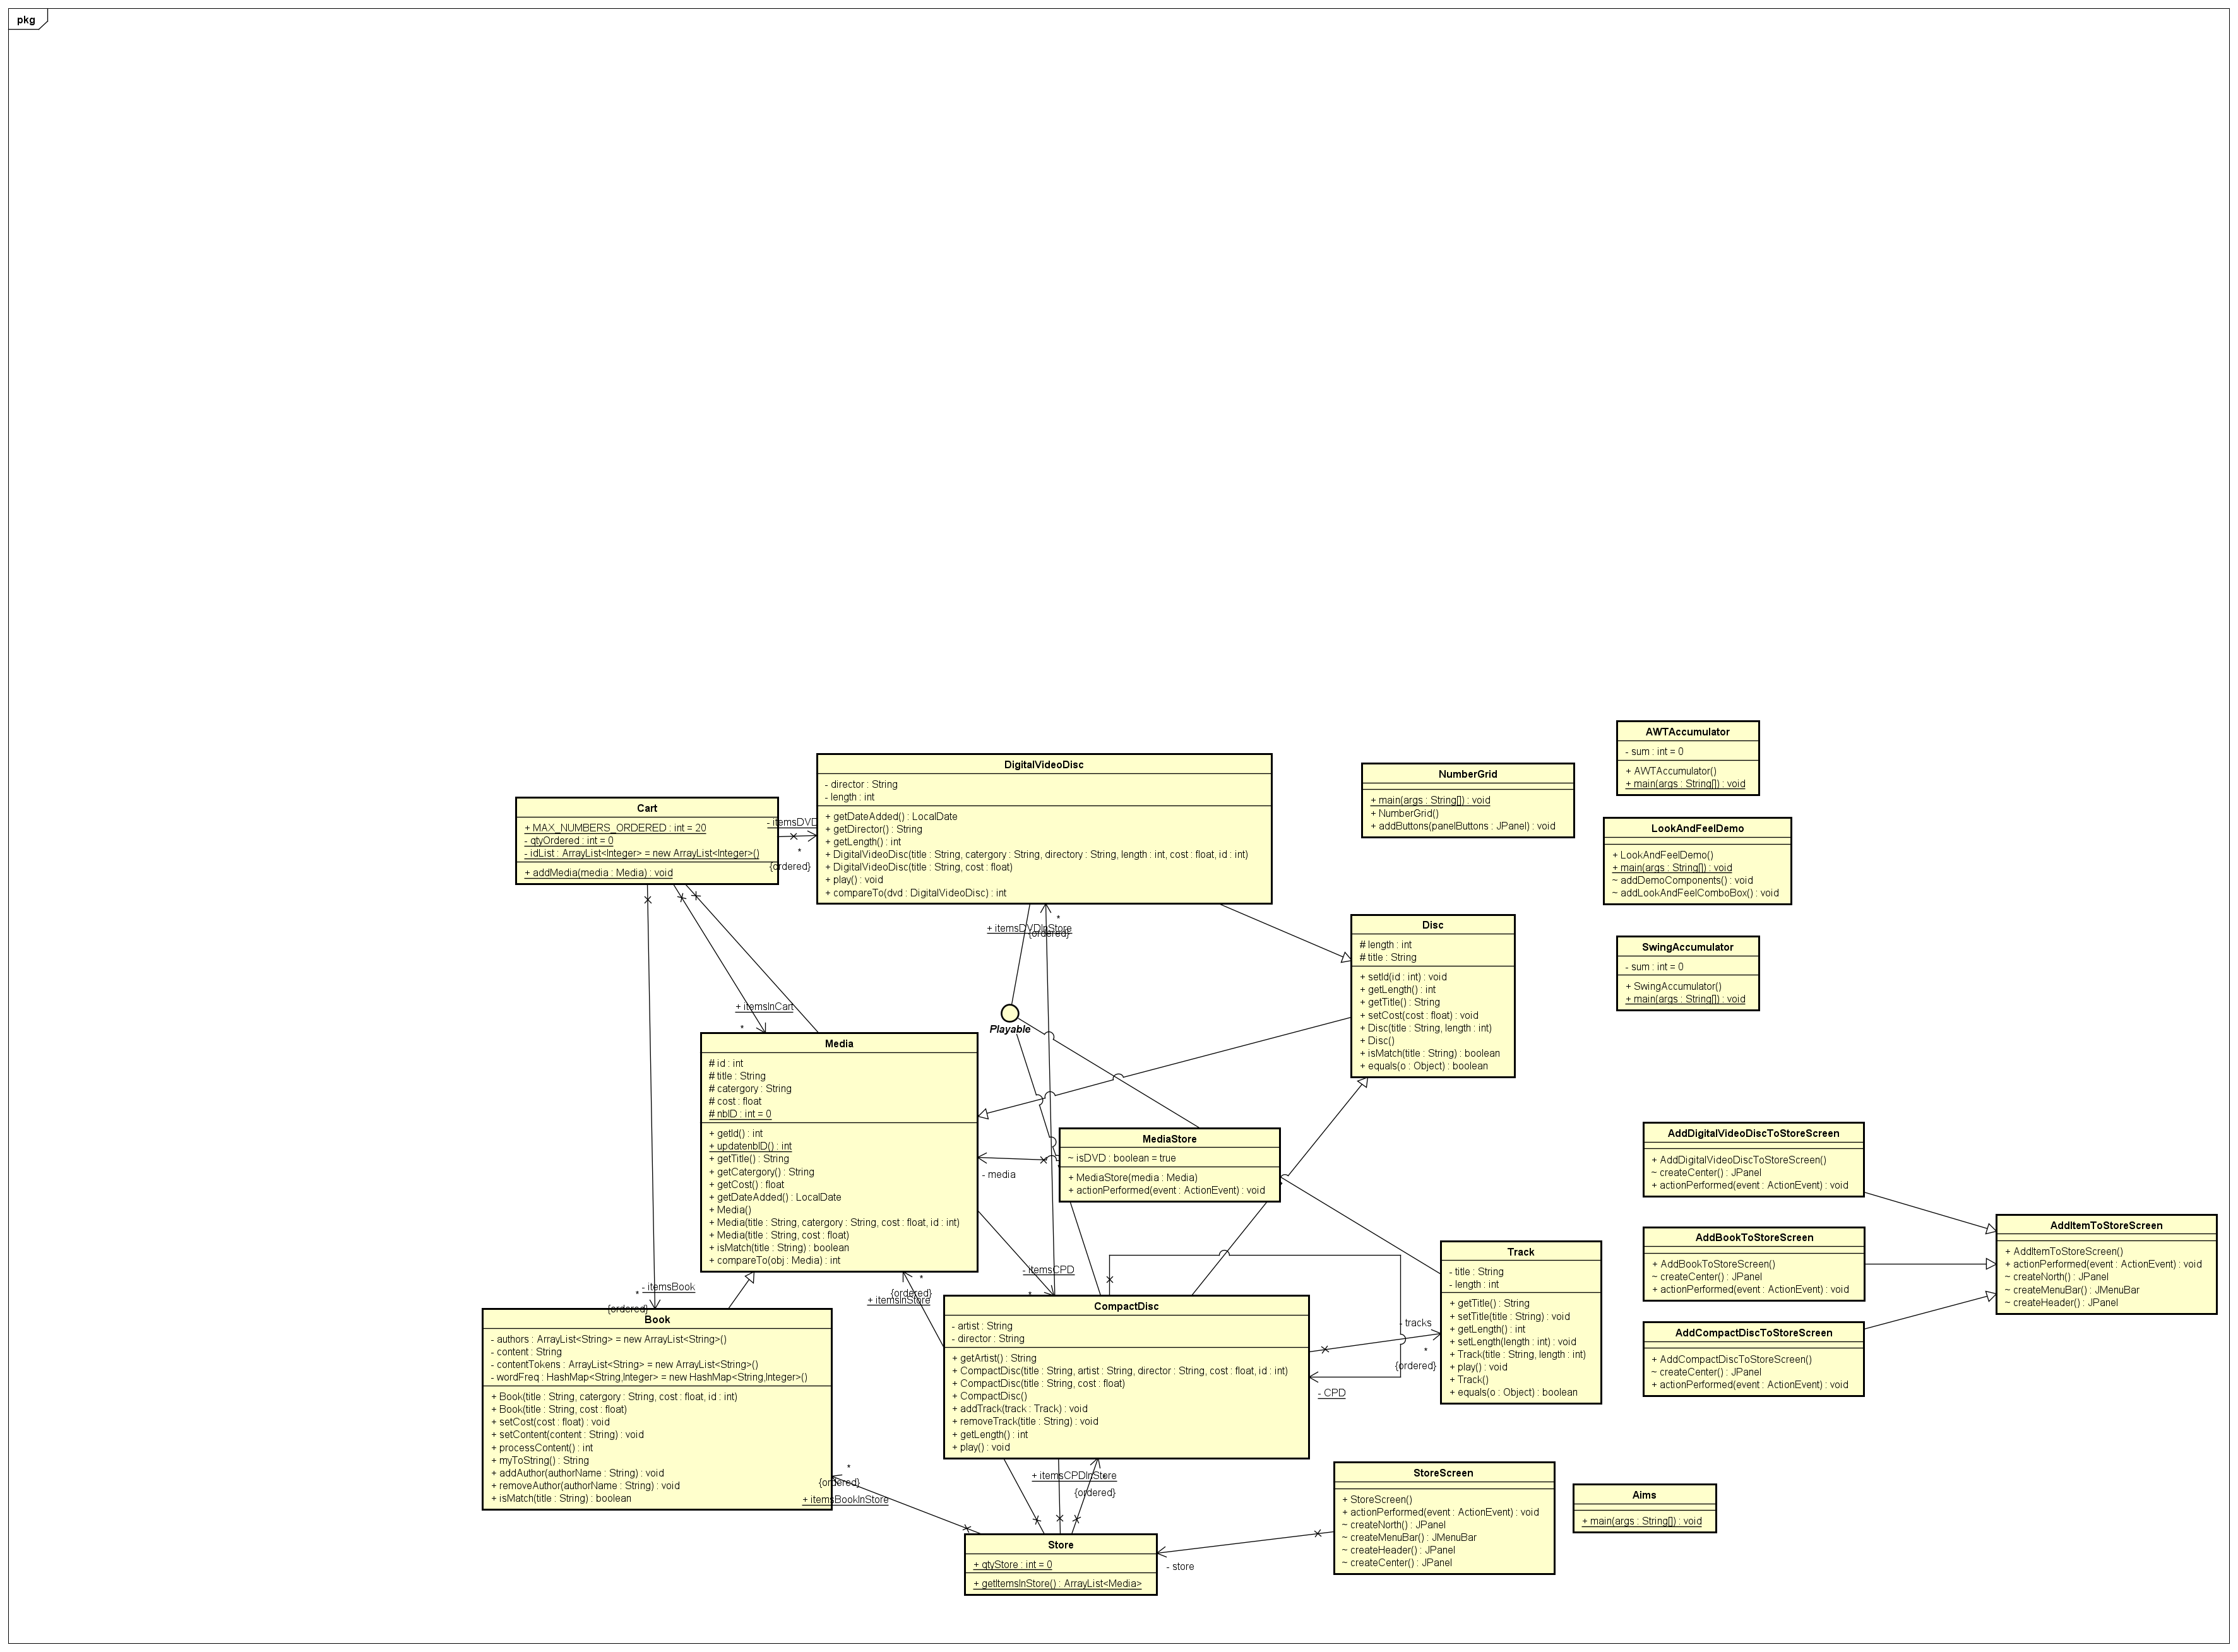 pkg
Cart
+ MAX_NUMBERS_ORDERED : int = 20
- qtyOrdered : int = 0
- idList : ArrayList<Integer> = new ArrayList<Integer>()
+ addMedia(media : Media) : void
- itemsDVD
*
{ordered}
DigitalVideoDisc
- director : String
- length : int
+ getDateAdded() : LocalDate
+ getDirector() : String
+ getLength() : int
+ DigitalVideoDisc(title : String, catergory : String, directory : String, length : int, cost : float, id : int)
+ DigitalVideoDisc(title : String, cost : float)
+ play() : void
+ compareTo(dvd : DigitalVideoDisc) : int
*
+ itemsDVDInStore
{ordered}
NumberGrid
+ main(args : String[]) : void
+ NumberGrid()
+ addButtons(panelButtons : JPanel) : void
AWTAccumulator
- sum : int = 0
+ AWTAccumulator()
+ main(args : String[]) : void
LookAndFeelDemo
+ LookAndFeelDemo()
+ main(args : String[]) : void
~ addDemoComponents() : void
~ addLookAndFeelComboBox() : void
SwingAccumulator
- sum : int = 0
+ SwingAccumulator()
+ main(args : String[]) : void
Disc
# length : int
# title : String
+ setId(id : int) : void
+ getLength() : int
+ getTitle() : String
+ setCost(cost : float) : void
+ Disc(title : String, length : int)
+ Disc()
+ isMatch(title : String) : boolean
+ equals(o : Object) : boolean
+ itemsInCart
*
Playable
Media
# id : int
# title : String
# catergory : String
# cost : float
# nbID : int = 0
+ getId() : int
+ updatenbID() : int
+ getTitle() : String
+ getCatergory() : String
+ getCost() : float
+ getDateAdded() : LocalDate
+ Media()
+ Media(title : String, catergory : String, cost : float, id : int)
+ Media(title : String, cost : float)
+ isMatch(title : String) : boolean
+ compareTo(obj : Media) : int
- media
MediaStore
~ isDVD : boolean = true
+ MediaStore(media : Media)
+ actionPerformed(event : ActionEvent) : void
AddDigitalVideoDiscToStoreScreen
+ AddDigitalVideoDiscToStoreScreen()
~ createCenter() : JPanel
+ actionPerformed(event : ActionEvent) : void
AddBookToStoreScreen
+ AddBookToStoreScreen()
~ createCenter() : JPanel
+ actionPerformed(event : ActionEvent) : void
AddCompactDiscToStoreScreen
+ AddCompactDiscToStoreScreen()
~ createCenter() : JPanel
+ actionPerformed(event : ActionEvent) : void
AddItemToStoreScreen
+ AddItemToStoreScreen()
+ actionPerformed(event : ActionEvent) : void
~ createNorth() : JPanel
~ createMenuBar() : JMenuBar
~ createHeader() : JPanel
Track
- title : String
- length : int
+ getTitle() : String
+ setTitle(title : String) : void
+ getLength() : int
+ setLength(length : int) : void
+ Track(title : String, length : int)
+ play() : void
+ Track()
+ equals(o : Object) : boolean
- itemsBook
*
{ordered}
*
{ordered}
+ itemsInStore
- itemsCPD
*
Book
- authors : ArrayList<String> = new ArrayList<String>()
- content : String
- contentTokens : ArrayList<String> = new ArrayList<String>()
- wordFreq : HashMap<String,Integer> = new HashMap<String,Integer>()
+ Book(title : String, catergory : String, cost : float, id : int)
+ Book(title : String, cost : float)
+ setCost(cost : float) : void
+ setContent(content : String) : void
+ processContent() : int
+ myToString() : String
+ addAuthor(authorName : String) : void
+ removeAuthor(authorName : String) : void
+ isMatch(title : String) : boolean
CompactDisc
- artist : String
- director : String
+ getArtist() : String
+ CompactDisc(title : String, artist : String, director : String, cost : float, id : int)
+ CompactDisc(title : String, cost : float)
+ CompactDisc()
+ addTrack(track : Track) : void
+ removeTrack(title : String) : void
+ getLength() : int
+ play() : void
- tracks
*
{ordered}
- CPD
*
{ordered}
+ itemsBookInStore
+ itemsCPDInStore
{ordered}
Store
+ qtyStore : int = 0
+ getItemsInStore() : ArrayList<Media>
- store
StoreScreen
+ StoreScreen()
+ actionPerformed(event : ActionEvent) : void
~ createNorth() : JPanel
~ createMenuBar() : JMenuBar
~ createHeader() : JPanel
~ createCenter() : JPanel
Aims
+ main(args : String[]) : void